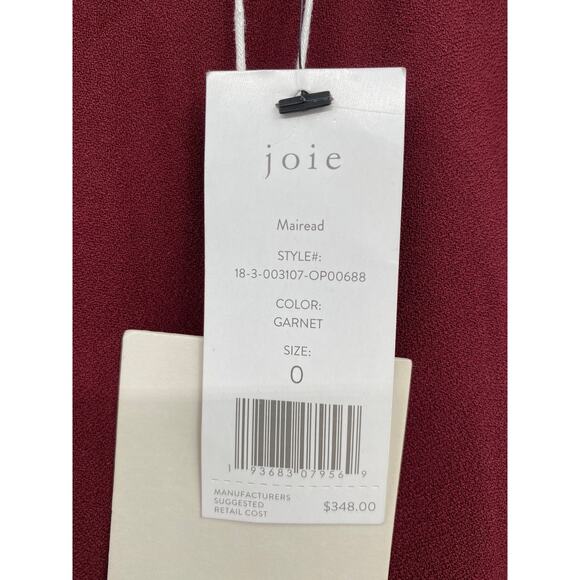 joie
Mairead
STYLE#:
18-3-003107-OP00688
COLOR:
GARNET
SIZE:
0
1 93683 07956 9
MANUFACTURERS
SUGGESTED
RETAIL COST
$348.00